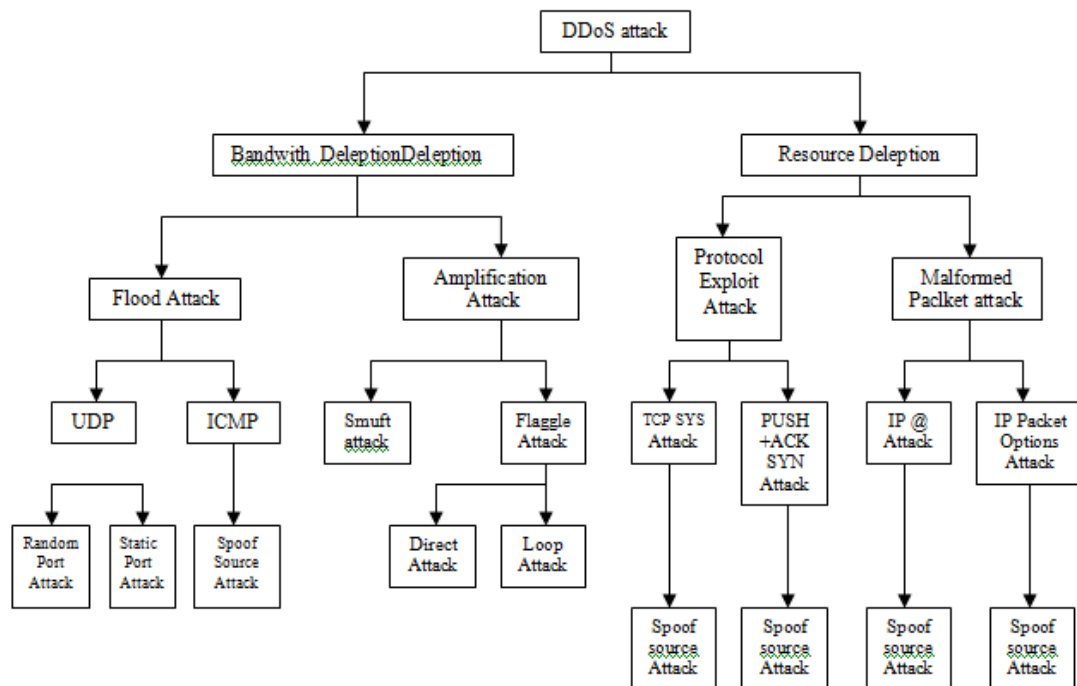 DDoS attack
Bandwith DeleptionDeleption
Resource Deleption
Flood Attack
Amplification
Attack
Protocol
Exploit
Attack
Malformed
Paclket attack
UDP
ICMP
Smuft
attack
Flaggle
Attack
TCP SYS
Attack
PUSH
+ACK
SYN
Attack
IP @
Attack
IP Packet
Options
Attack
Random
Port
Attack
Static
Port
Attack
Spoof
Source
Attack
Direct
Attack
Loop
Attack
Spoof
source
Attack
Spoof
source
Attack
Spoof
source
Attack
Spoof
source
Attack